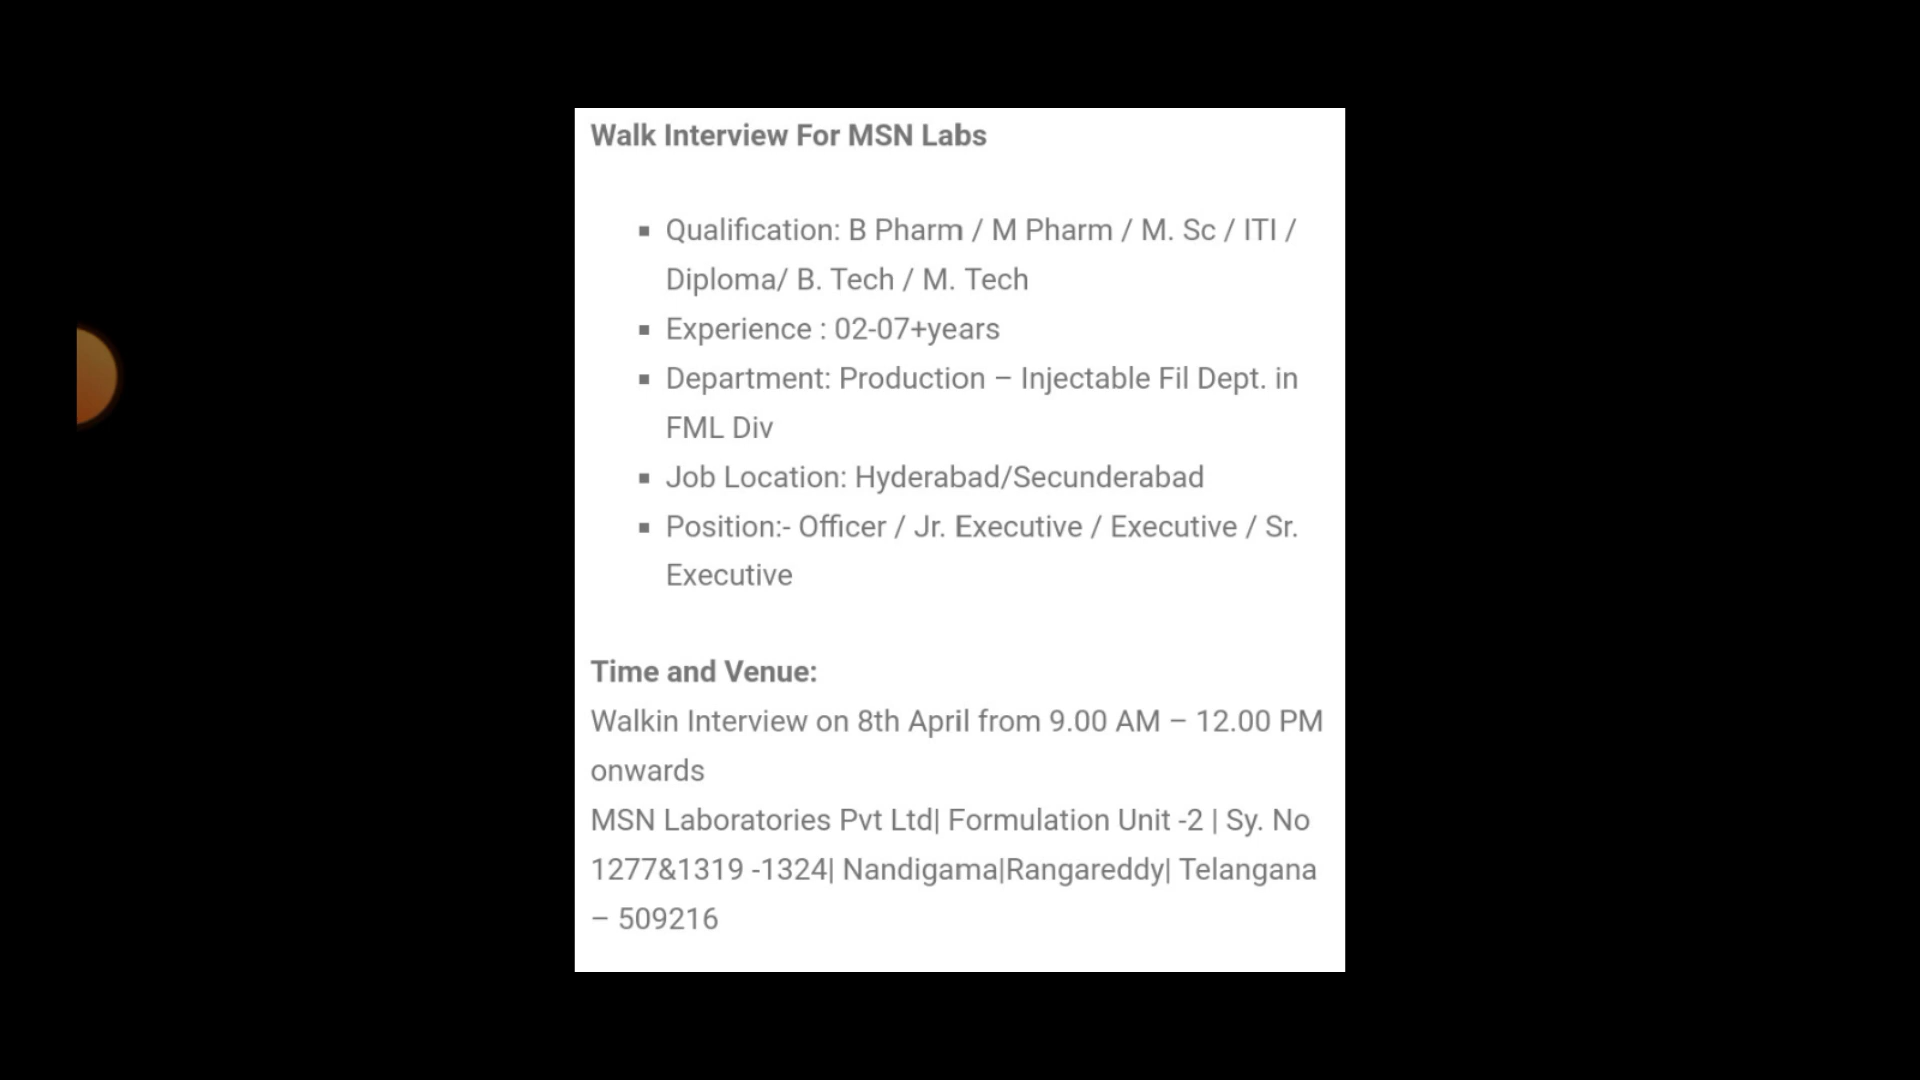 Walk Interview For MSN Labs
▪ Qualification: B Pharm / M Pharm / M. Sc / ITI /
Diploma/ B. Tech / M. Tech
▪ Experience : 02-07+years
▪ Department: Production – Injectable Fil Dept. in
FML Div
▪ Job Location: Hyderabad/Secunderabad
▪ Position:- Officer / Jr. Executive / Executive / Sr.
Executive
Time and Venue:
Walkin Interview on 8th April from 9.00 AM – 12.00 PM
onwards
MSN Laboratories Pvt Ltd| Formulation Unit -2 | Sy. No
1277&1319 -1324| Nandigama|Rangareddy| Telangana
– 509216